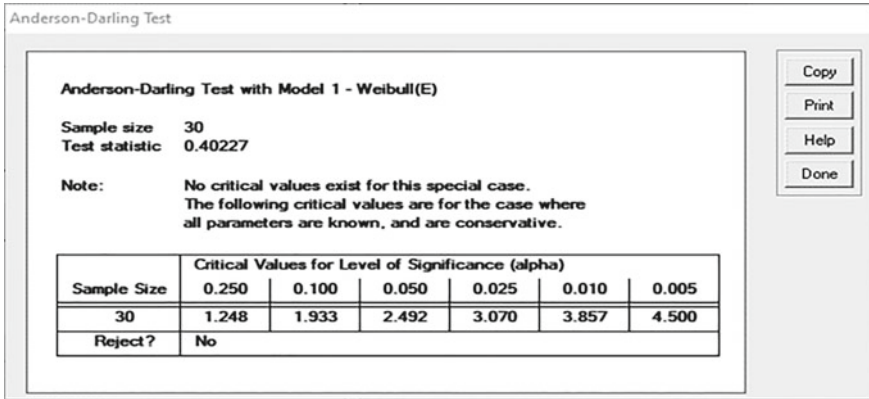 Anderson-Darling Test
Anderson-Darling Test with Model 1 - Weibull(E)
Sample size 30
Test statistic 0.40227
Note: No critical values exist for this special case.
The following critical values are for the case where
all parameters are known, and are conservative.
Critical Values for Level of Significance (alpha)
Sample Size 0.250 0.100 0.050 0.025 0.010 0.005
30 1.248 1.933 2.492 3.070 3.857 4.500
Reject? No
Copy
Print
Help
Done